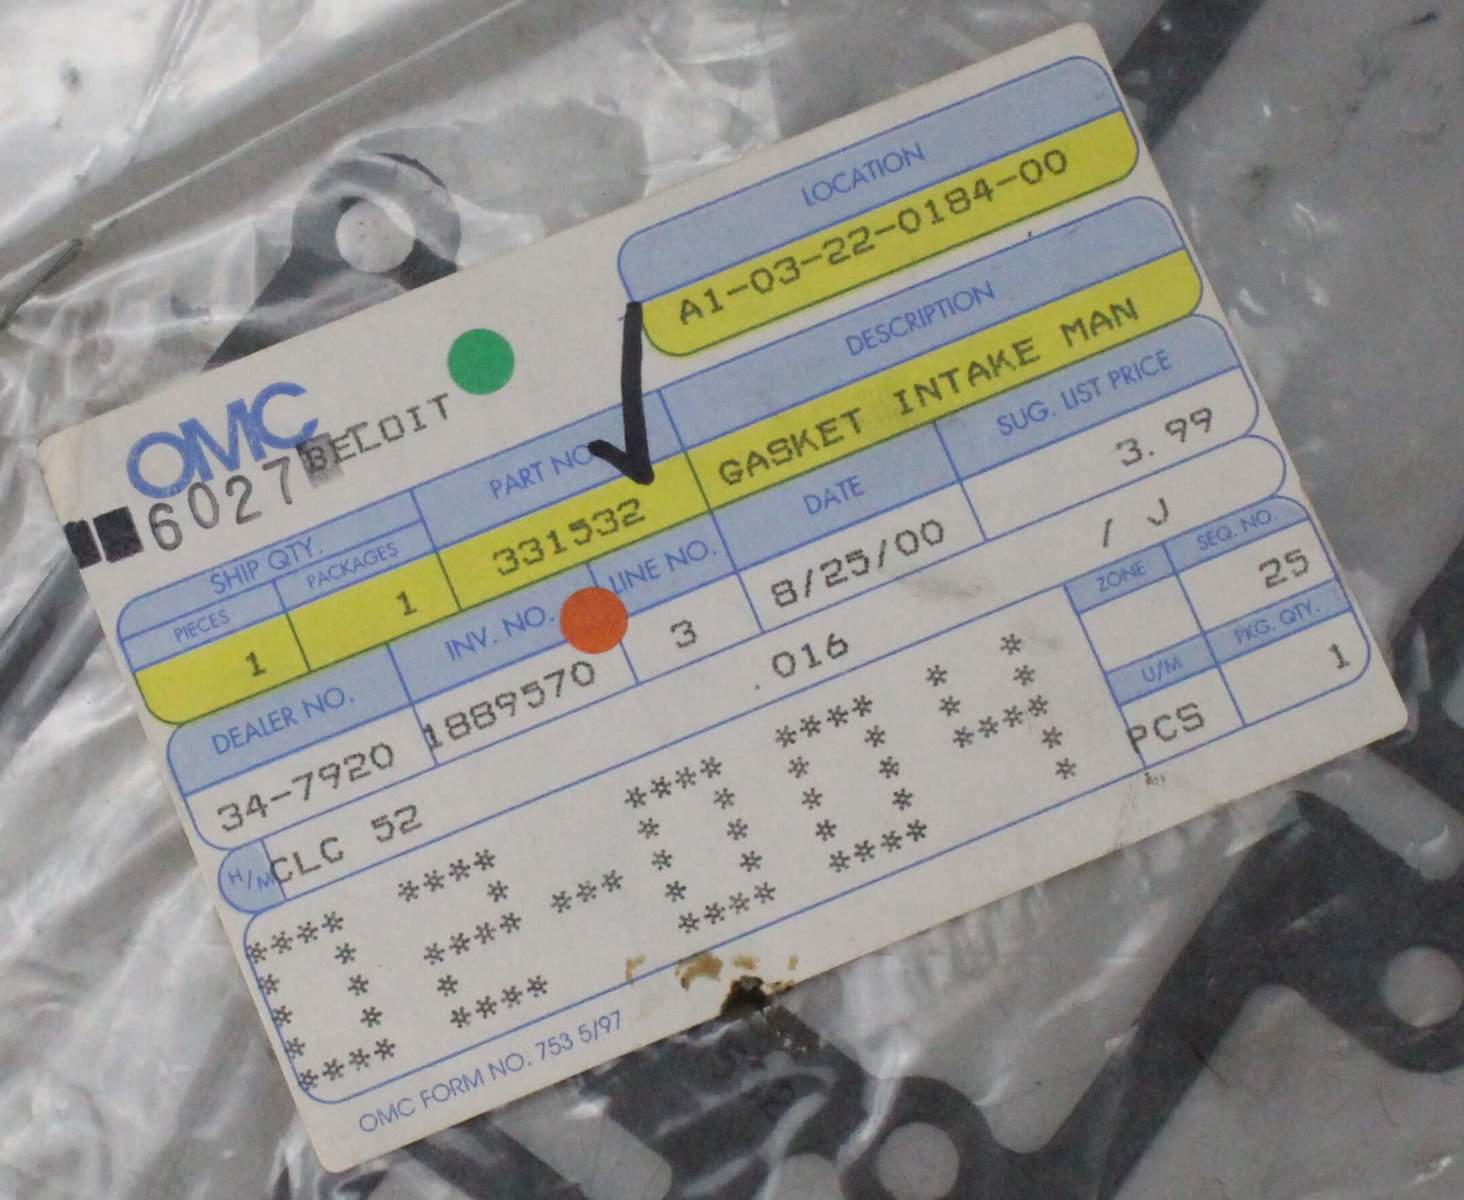 LOCATION
A1-03-22-0184-00
OMC
6027 BELOIT
DESCRIPTION
GASKET INTAKE MAN
SHIP QTY.
PIECES PACKAGES PART NO.
1 1 331532
DATE SUG. LIST PRICE
8/25/00 3.99
DEALER NO. INV. NO. LINE NO.
34-7920 1889570 3
/ J
H/M CLC 52 .016
ZONE SEQ. NO.
25
U/M PKG. QTY.
PCS 1
02-004
OMC FORM NO. 753 5/97